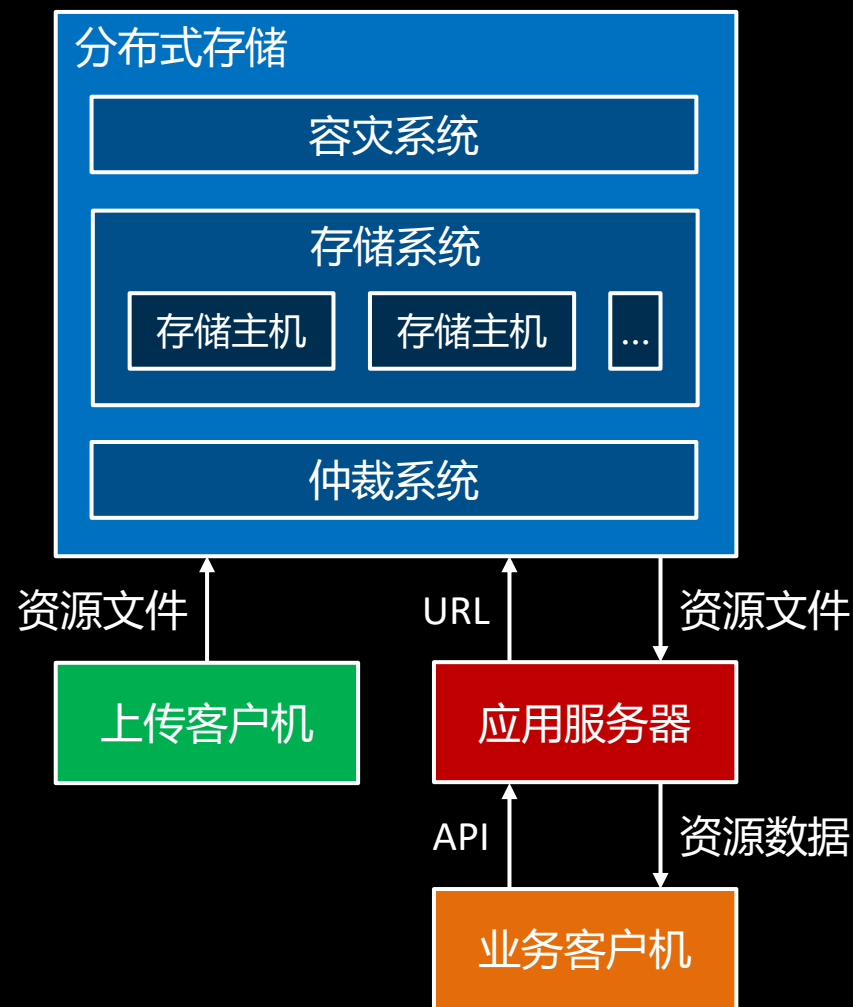 分布式存储
容灾系统
存储系统
存储主机
存储主机
...
仲裁系统
资源文件
URL
资源文件
上传客户机
应用服务器
API
资源数据
业务客户机